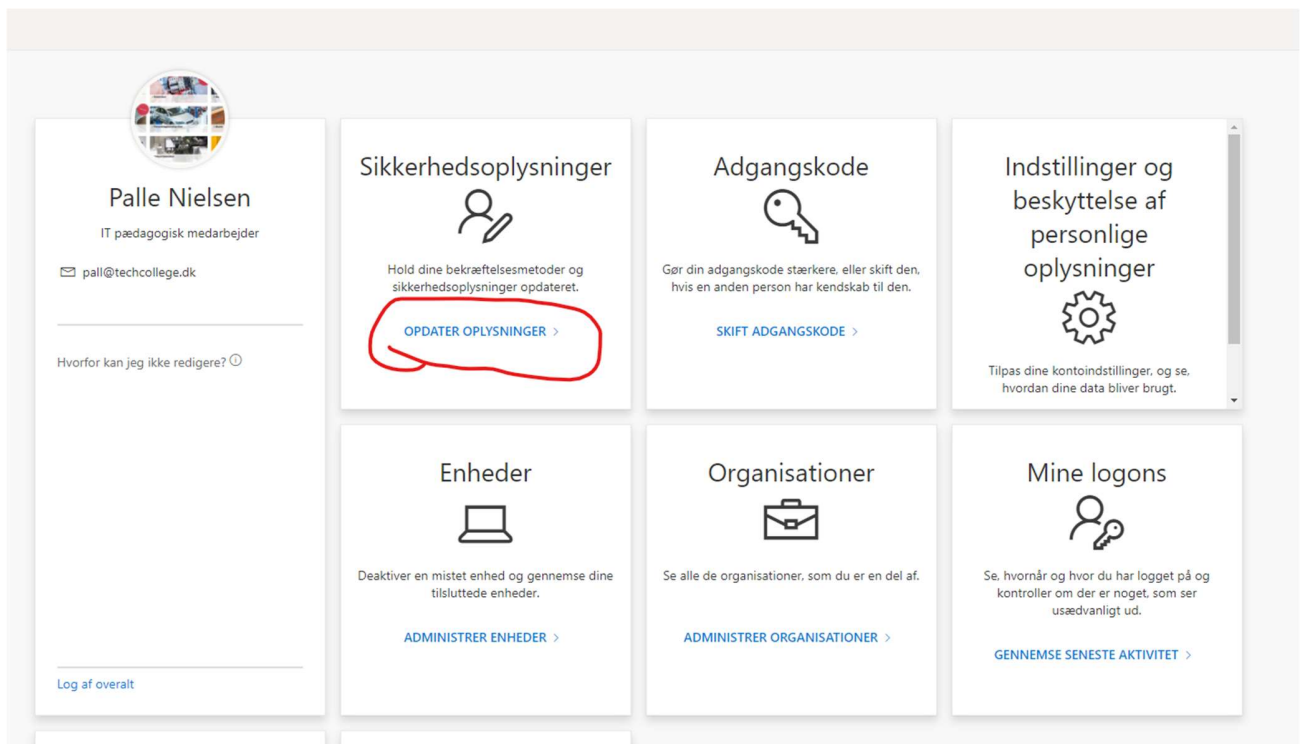 Palle Nielsen
IT pædagogisk medarbejder
pall@techcollege.dk
Hvorfor kan jeg ikke redigere?
Log af overalt
Sikkerhedsoplysninger
Hold dine bekræftelsesmetoder og
sikkerhedsoplysninger opdateret.
OPDATER OPLYSNINGER >
Adgangskode
Gør din adgangskode stærkere, eller skift den,
hvis en anden person har kendskab til den.
SKIFT ADGANGSKODE >
Indstillinger og
beskyttelse af
personlige
oplysninger
Tilpas dine kontoindstillinger, og se,
hvordan dine data bliver brugt.
Enheder
Deaktiver en mistet enhed og gennemse dine
tilsluttede enheder.
ADMINISTRER ENHEDER >
Organisationer
Se alle de organisationer, som du er en del af.
ADMINISTRER ORGANISATIONER >
Mine logons
Se, hvornår og hvor du har logget på og
kontroller om der er noget, som ser
usædvanligt ud.
GENNEMSE SENESTE AKTIVITET >